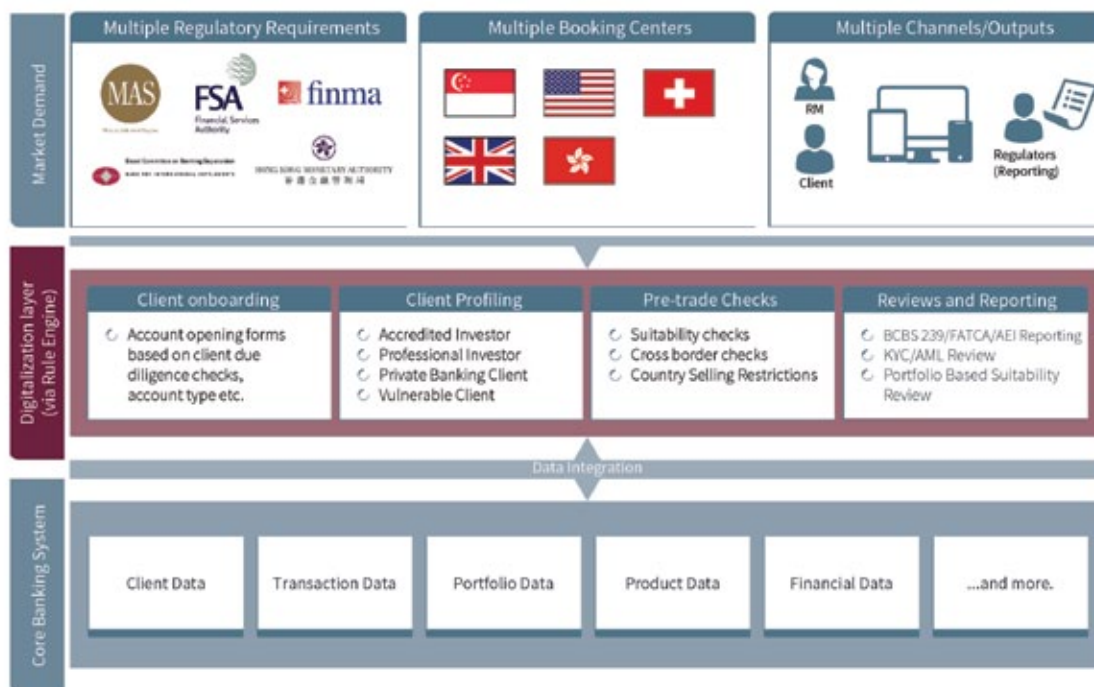 Market Demand
Multiple Regulatory Requirements
MAS
FSA
Financial Services
Authority
finma
BANK FOR INTERNATIONAL SETTLEMENTS
HONG KONG MONETARY AUTHORITY
香港金融管理局
Multiple Booking Centers
Multiple Channels/Outputs
RM
Client
Regulators
(Reporting)
Digitalization layer
(via Rule Engine)
Client onboarding
Account opening forms
based on client due
diligence checks,
account type etc.
Client Profiling
Accredited Investor
Professional Investor
Private Banking Client
Vulnerable Client
Pre-trade Checks
Suitability checks
Cross border checks
Country Selling Restrictions
Reviews and Reporting
BCBS 239/FATCA/AEI Reporting
KYC/AML Review
Portfolio Based Suitability
Review
Data Integration
Core Banking System
Client Data
Transaction Data
Portfolio Data
Product Data
Financial Data
...and more.